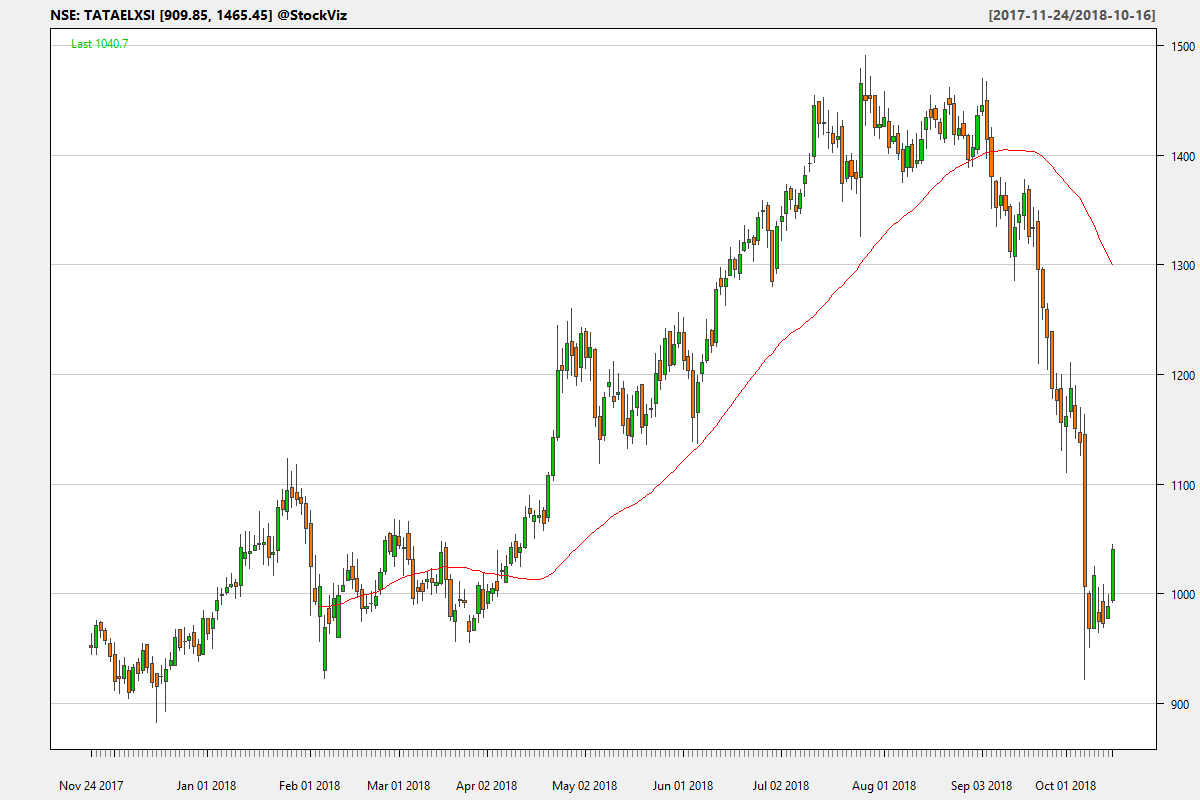 NSE: TATAELXSI [909.85, 1465.45] @StockViz [2017-11-24/2018-10-16]
Last 1040.7
1500
1400
1300
1200
1100
1000
900
Nov 24 2017 Jan 01 2018 Feb 01 2018 Mar 01 2018 Apr 02 2018 May 02 2018 Jun 01 2018 Jul 02 2018 Aug 01 2018 Sep 03 2018 Oct 01 2018